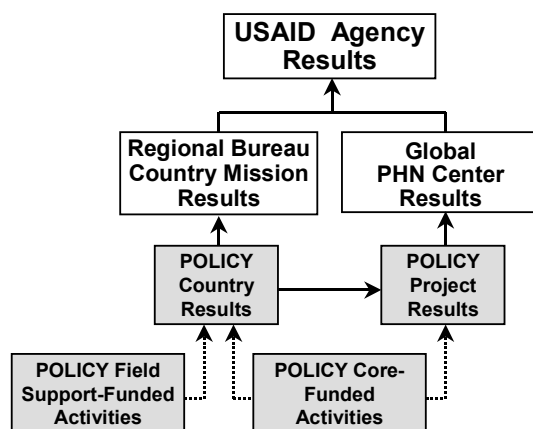 USAID Agency
Results
Regional Bureau
Country Mission
Results
Global
PHN Center
Results
POLICY
Country
Results
POLICY
Project
Results
POLICY Field
Support-Funded
Activities
POLICY Core-
Funded
Activities